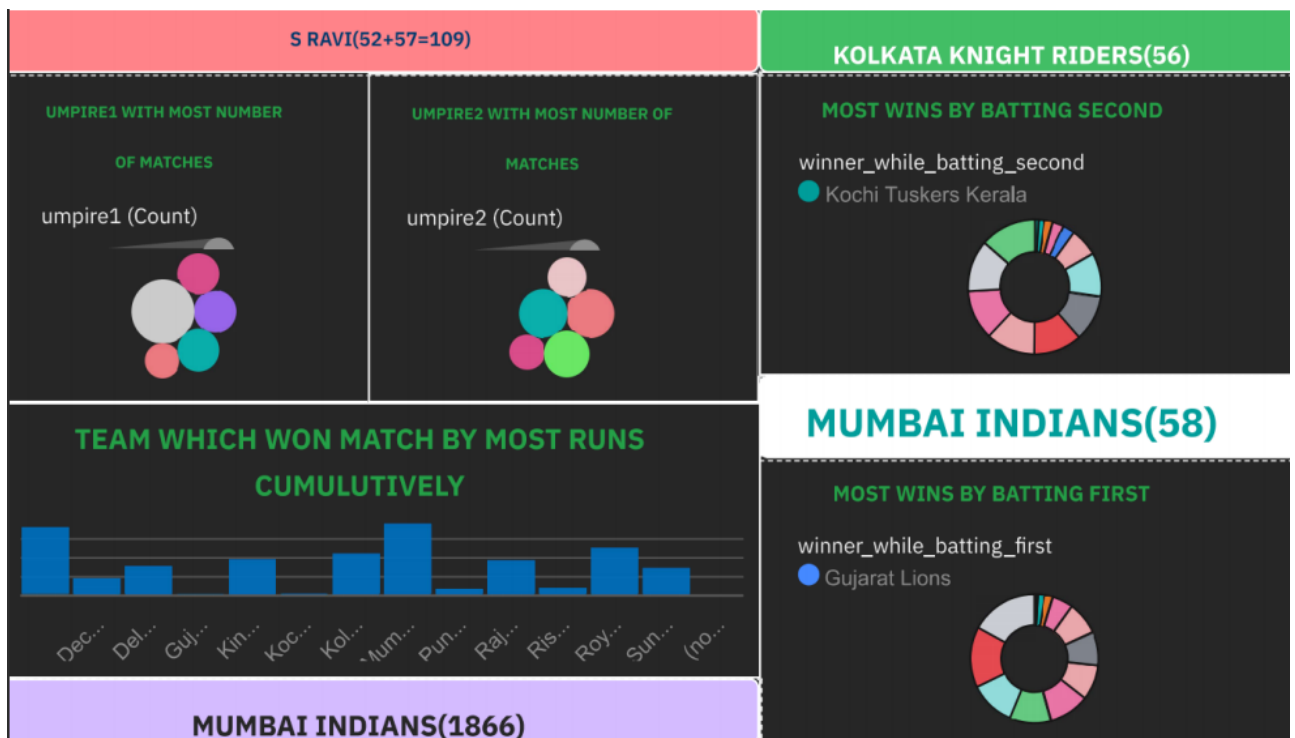 S RAVI(52+57=109)
KOLKATA KNIGHT RIDERS(56)
UMPIRE1 WITH MOST NUMBER
OF MATCHES
umpire1 (Count)
UMPIRE2 WITH MOST NUMBER OF
MATCHES
umpire2 (Count)
MOST WINS BY BATTING SECOND
winner_while_batting_second
Kochi Tuskers Kerala
TEAM WHICH WON MATCH BY MOST RUNS
CUMULUTIVELY
Dec...
Del...
Guj...
Kin...
Koc...
Kol...
Mum...
Pun...
Raj...
Ris...
Roy...
Sun...
(no...
MUMBAI INDIANS(1866)
MUMBAI INDIANS(58)
MOST WINS BY BATTING FIRST
winner_while_batting_first
Gujarat Lions